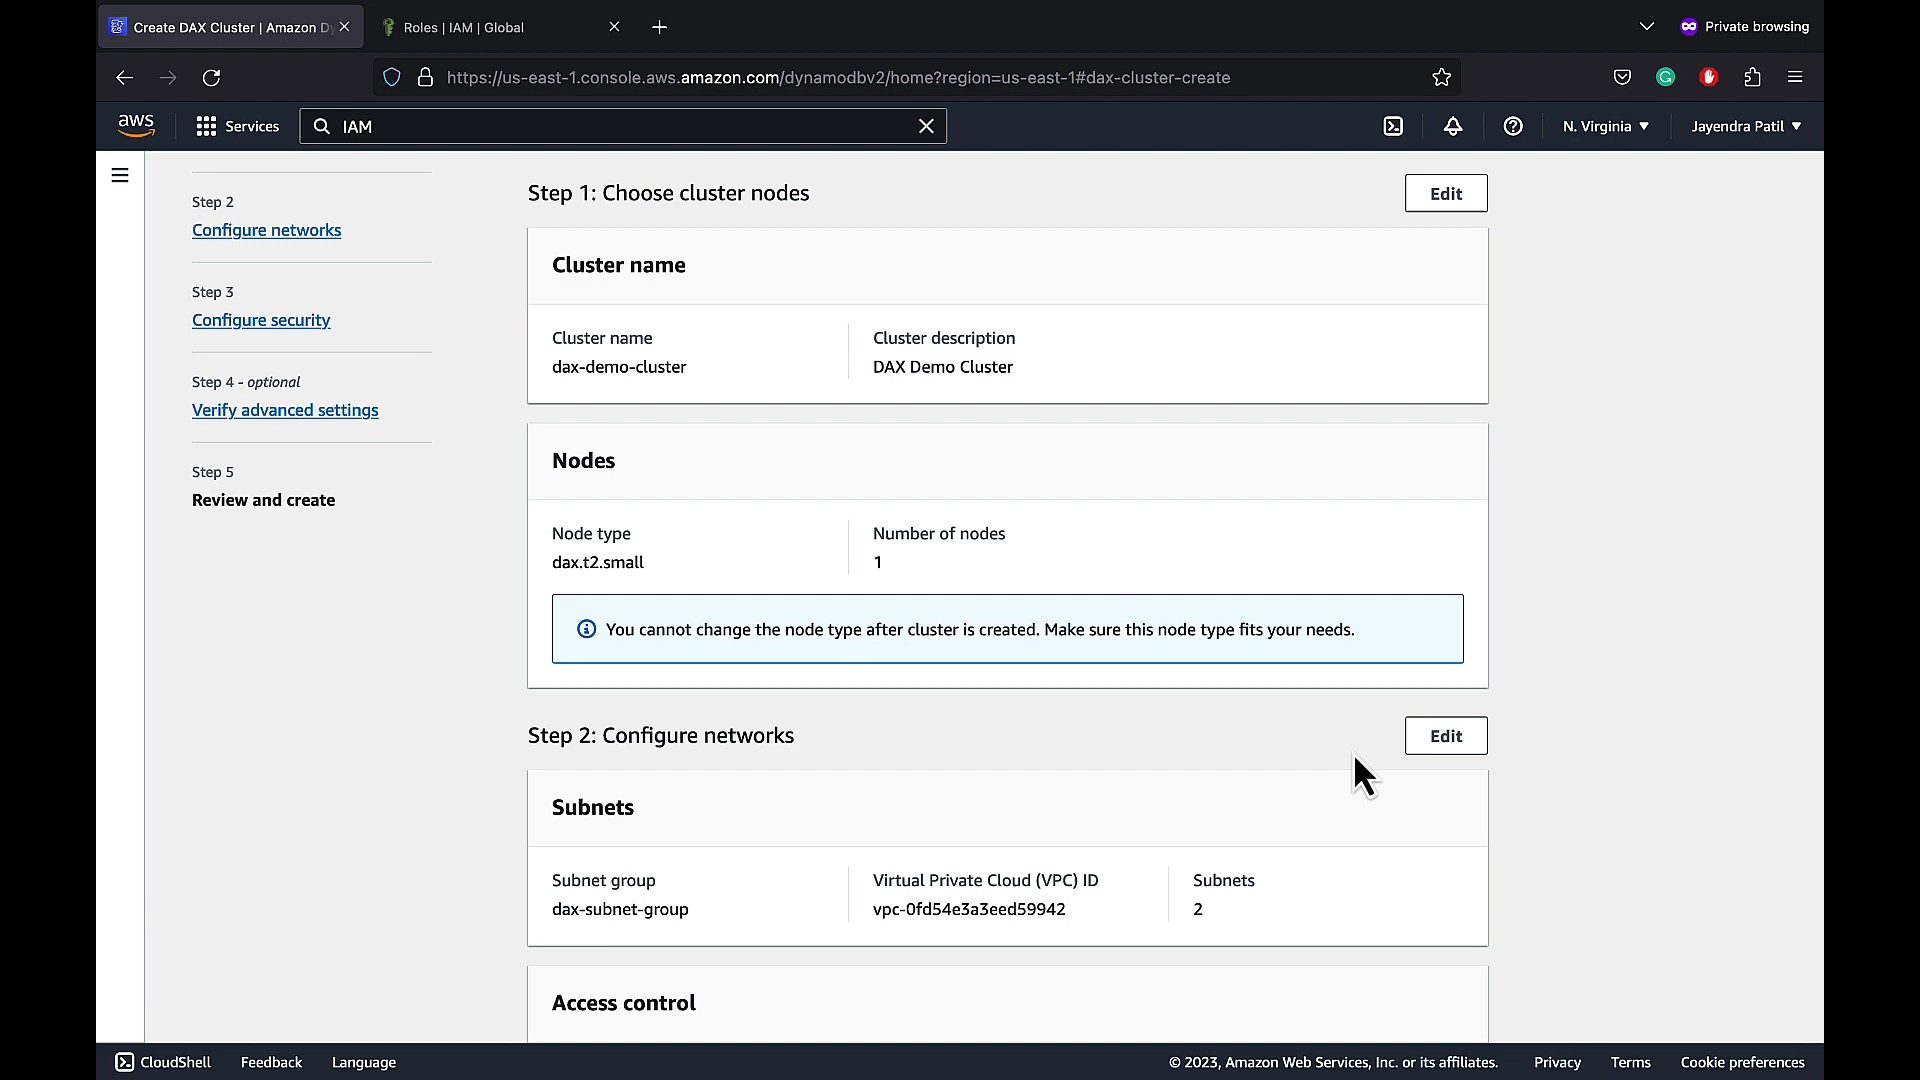 Create DAX Cluster | Amazon Dy
Roles | IAM | Global
Private browsing
https://us-east-1.console.aws.amazon.com/dynamodbv2/home?region=us-east-1#dax-cluster-create
aws
Services
IAM
N. Virginia
Jayendra Patil
Step 2
Configure networks
Step 3
Configure security
Step 4 - optional
Verify advanced settings
Step 5
Review and create
Step 1: Choose cluster nodes
Edit
Cluster name
Cluster name
Cluster description
dax-demo-cluster
DAX Demo Cluster
Nodes
Node type
Number of nodes
dax.t2.small
1
You cannot change the node type after cluster is created. Make sure this node type fits your needs.
Step 2: Configure networks
Edit
Subnets
Subnet group
Virtual Private Cloud (VPC) ID
Subnets
dax-subnet-group
vpc-0fd54e3a3eed59942
2
Access control
CloudShell
Feedback
Language
© 2023, Amazon Web Services, Inc. or its affiliates.
Privacy
Terms
Cookie preferences